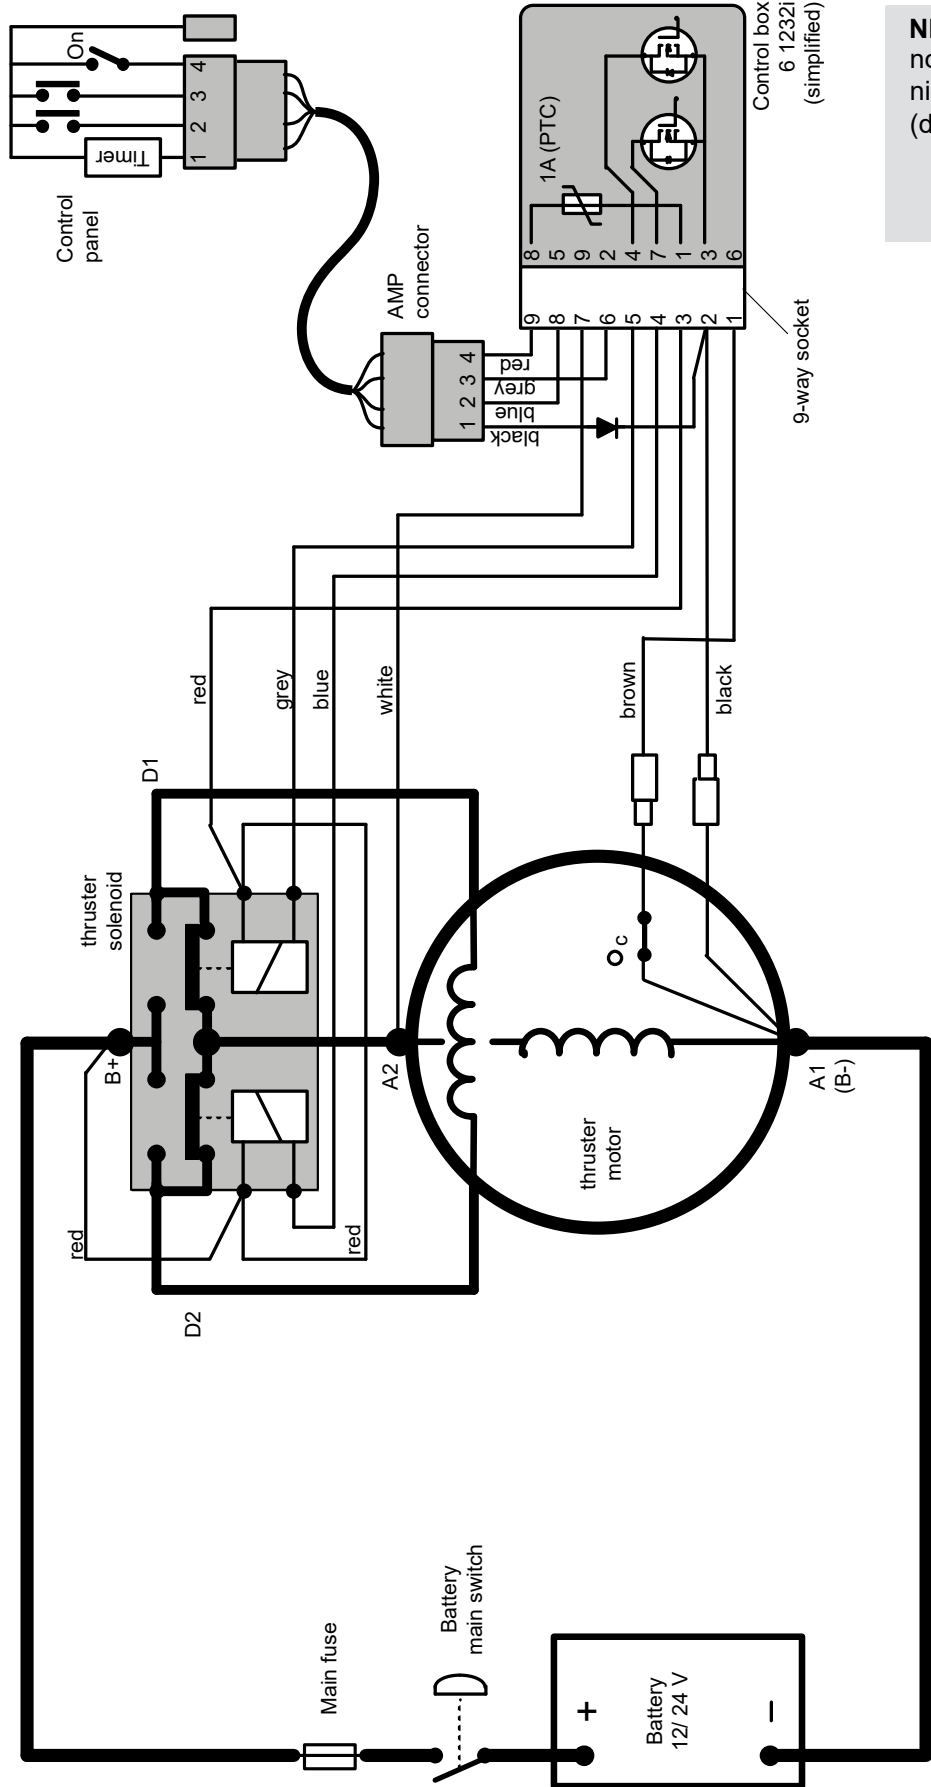 On
4
3
2
1
Timer
Control
panel
AMP
connector
1 2 3 4
red
grey
blue
black
Control box
6 1232i
(simplified)
1A (PTC)
8
5
9
2
4
7
1
3
6
9
8
7
6
5
4
3
2
1
9-way socket
N
no
ni
(d
red
grey
blue
white
brown
black
D1
thruster
solenoid
B+
A2
°c
A1
(B-)
thruster
motor
red
red
D2
Main fuse
Battery
main switch
+
Battery
12/ 24 V
–